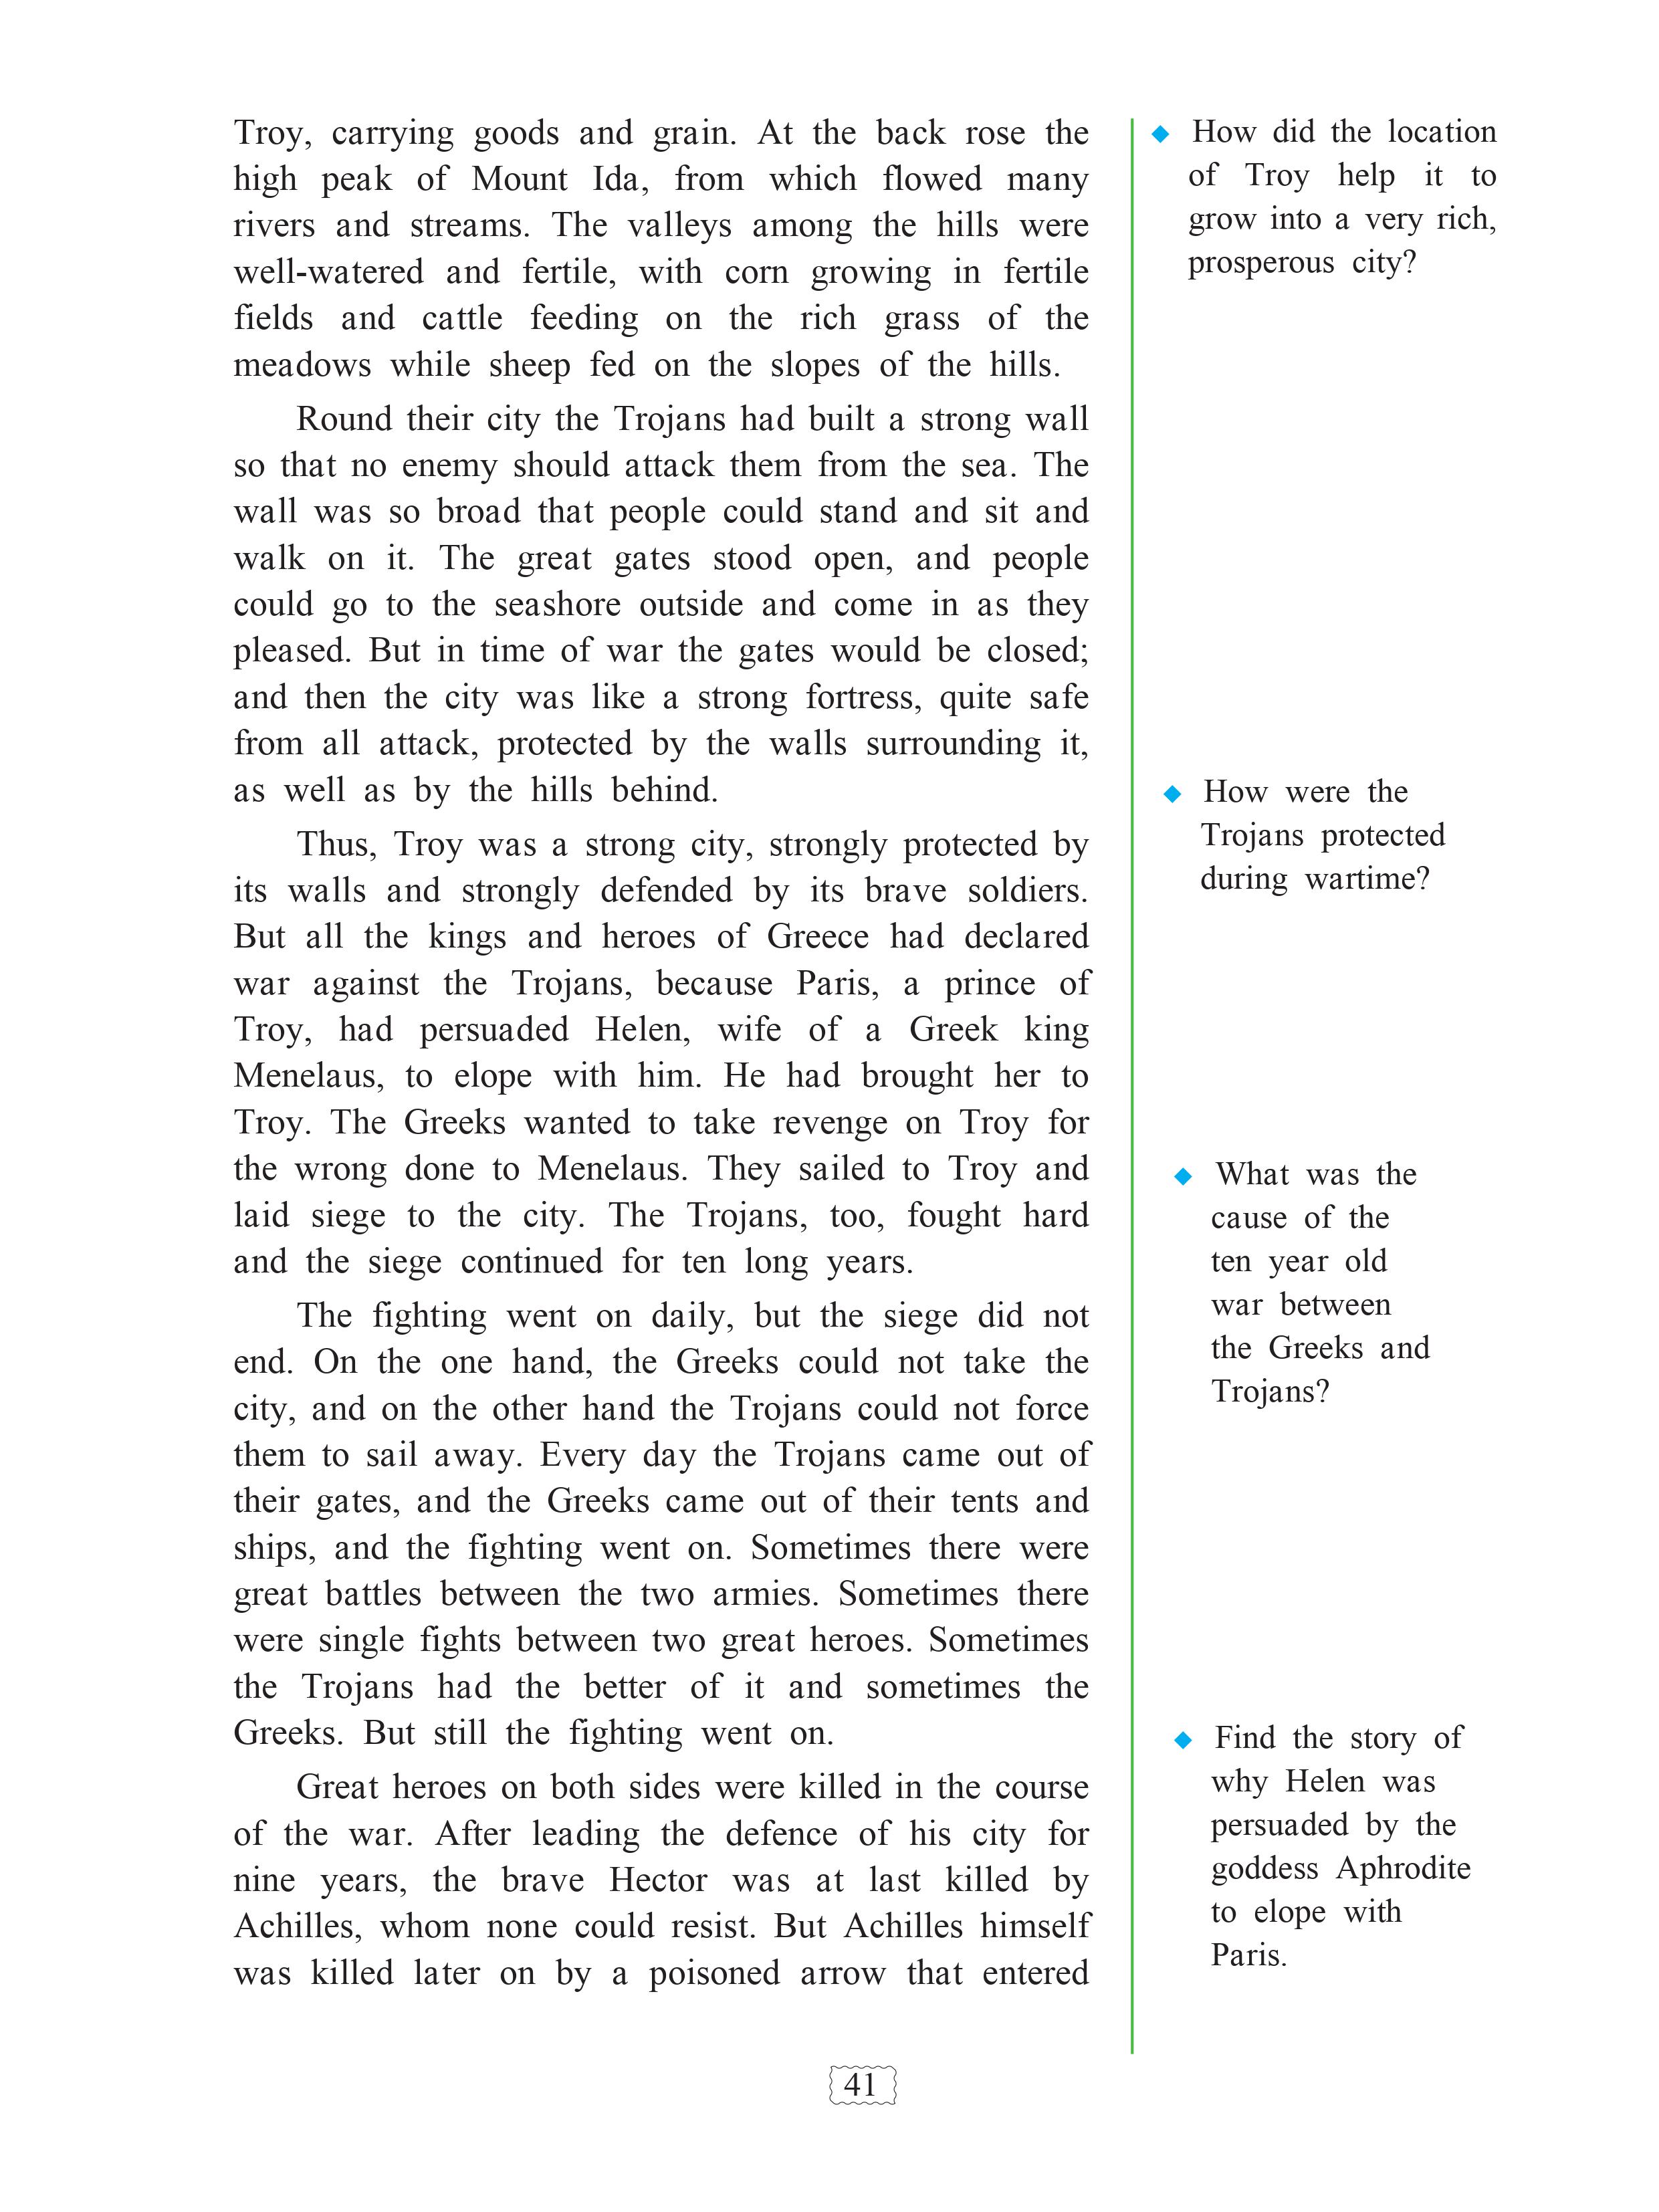 Troy, carrying goods and grain. At the back rose the
high peak of Mount Ida, from which flowed many
rivers and streams. The valleys among the hills were
well-watered and fertile, with corn growing in fertile
fields and cattle feeding on the rich grass of the
meadows while sheep fed on the slopes of the hills.
Round their city the Trojans had built a strong wall
so that no enemy should attack them from the sea. The
wall was so broad that people could stand and sit and
walk on it. The great gates stood open, and people
could go to the seashore outside and come in as they
pleased. But in time of war the gates would be closed;
and then the city was like a strong fortress, quite safe
from all attack, protected by the walls surrounding it,
as well as by the hills behind.
Thus, Troy was a strong city, strongly protected by
its walls and strongly defended by its brave soldiers.
But all the kings and heroes of Greece had declared
war against the Trojans, because Paris, a prince of
Troy, had persuaded Helen, wife of a Greek king
Menelaus, to elope with him. He had brought her to
Troy. The Greeks wanted to take revenge on Troy for
the wrong done to Menelaus. They sailed to Troy and
laid siege to the city. The Trojans, too, fought hard
and the siege continued for ten long years.
The fighting went on daily, but the siege did not
end. On the one hand, the Greeks could not take the
city, and on the other hand the Trojans could not force
them to sail away. Every day the Trojans came out of
their gates, and the Greeks came out of their tents and
ships, and the fighting went on. Sometimes there were
great battles between the two armies. Sometimes there
were single fights between two great heroes. Sometimes
the Trojans had the better of it and sometimes the
Greeks. But still the fighting went on.
Great heroes on both sides were killed in the course
of the war. After leading the defence of his city for
nine years, the brave Hector was at last killed by
Achilles, whom none could resist. But Achilles himself
was killed later on by a poisoned arrow that entered
◆ How did the location
of Troy help it to
grow into a very rich,
prosperous city?
◆ How were the
Trojans protected
during wartime?
◆ What was the
cause of the
ten year old
war between
the Greeks and
Trojans?
◆ Find the story of
why Helen was
persuaded by the
goddess Aphrodite
to elope with
Paris.
41